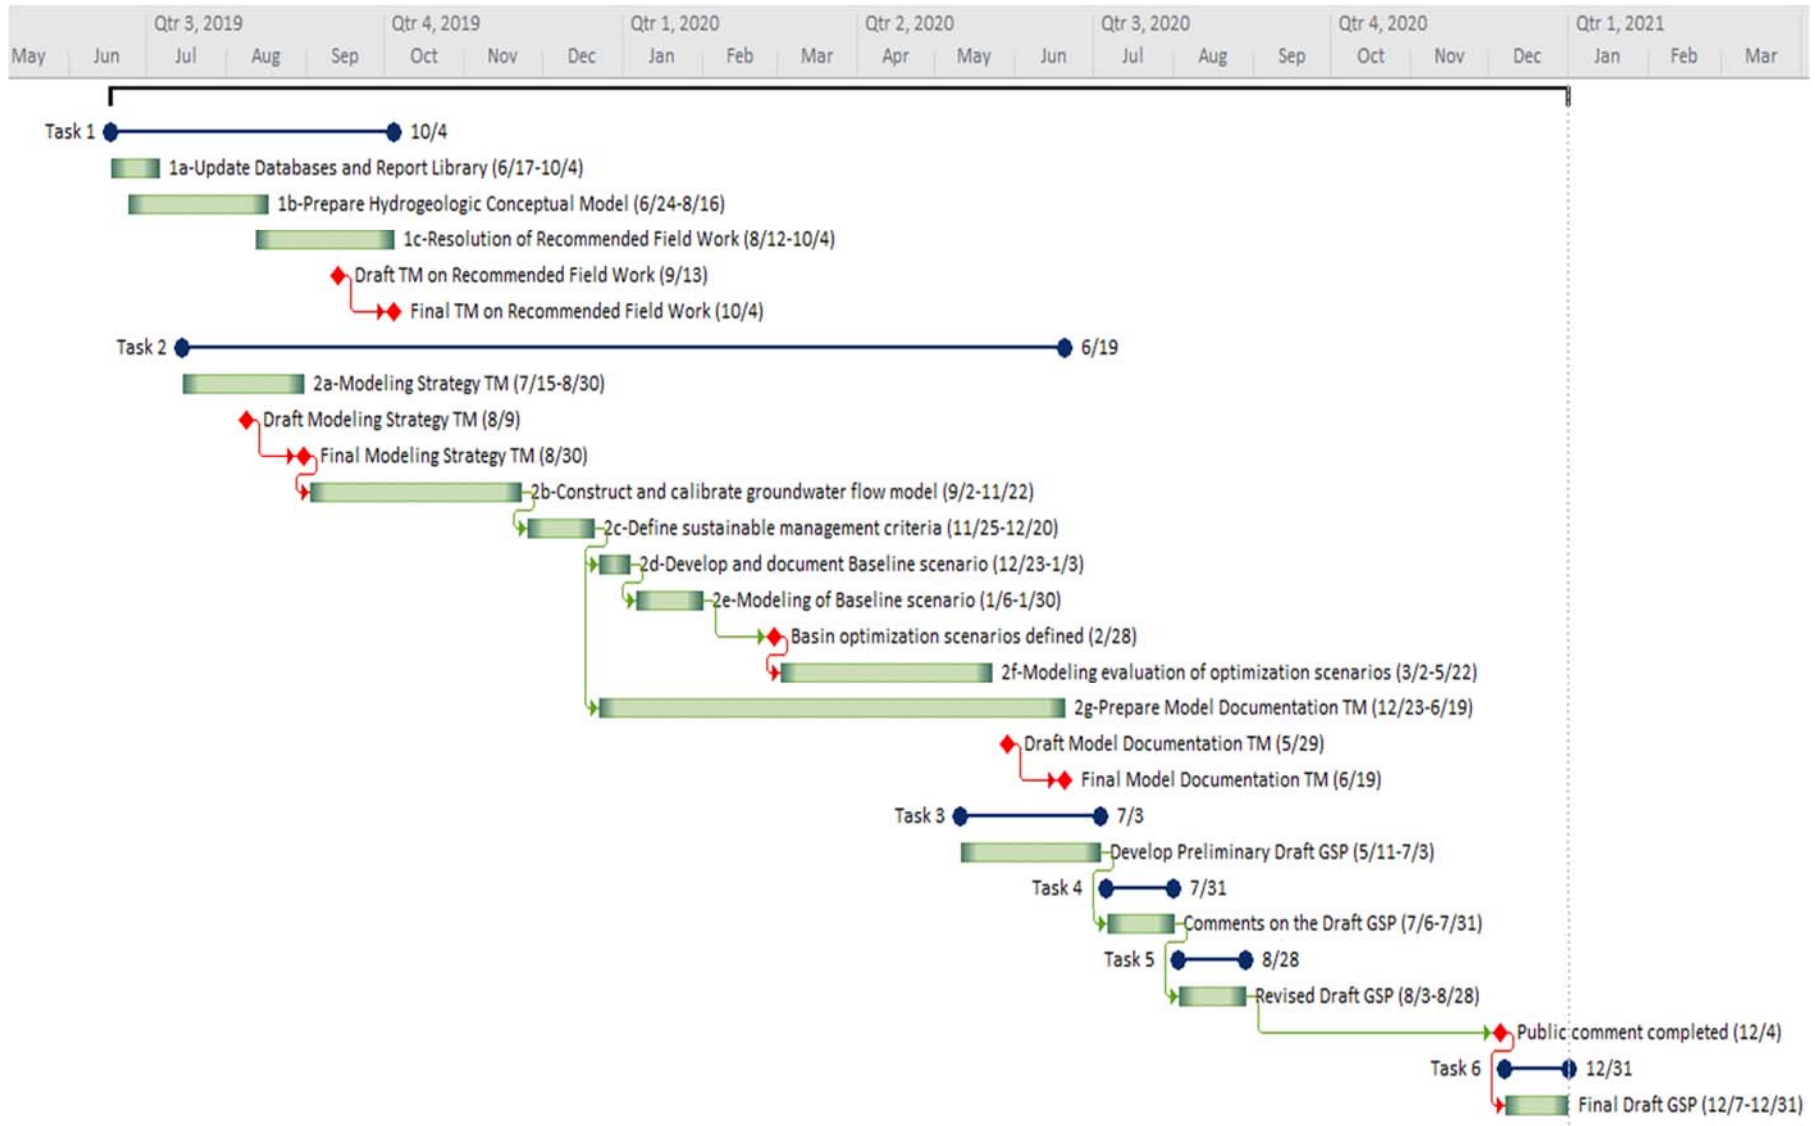 Qtr 3, 2019 Qtr 4, 2019 Qtr 1, 2020 Qtr 2, 2020 Qtr 3, 2020 Qtr 4, 2020 Qtr 1, 2021
May Jun Jul Aug Sep Oct Nov Dec Jan Feb Mar Apr May Jun Jul Aug Sep Oct Nov Dec Jan Feb Mar
Task 1 10/4
1a-Update Databases and Report Library (6/17-10/4)
1b-Prepare Hydrogeologic Conceptual Model (6/24-8/16)
1c-Resolution of Recommended Field Work (8/12-10/4)
Draft TM on Recommended Field Work (9/13)
Final TM on Recommended Field Work (10/4)
Task 2 6/19
2a-Modeling Strategy TM (7/15-8/30)
Draft Modeling Strategy TM (8/9)
Final Modeling Strategy TM (8/30)
2b-Construct and calibrate groundwater flow model (9/2-11/22)
2c-Define sustainable management criteria (11/25-12/20)
2d-Develop and document Baseline scenario (12/23-1/3)
2e-Modeling of Baseline scenario (1/6-1/30)
Basin optimization scenarios defined (2/28)
2f-Modeling evaluation of optimization scenarios (3/2-5/22)
2g-Prepare Model Documentation TM (12/23-6/19)
Draft Model Documentation TM (5/29)
Final Model Documentation TM (6/19)
Task 3 7/3
Develop Preliminary Draft GSP (5/11-7/3)
Task 4 7/31
Comments on the Draft GSP (7/6-7/31)
Task 5 8/28
Revised Draft GSP (8/3-8/28)
Public comment completed (12/4)
Task 6 12/31
Final Draft GSP (12/7-12/31)